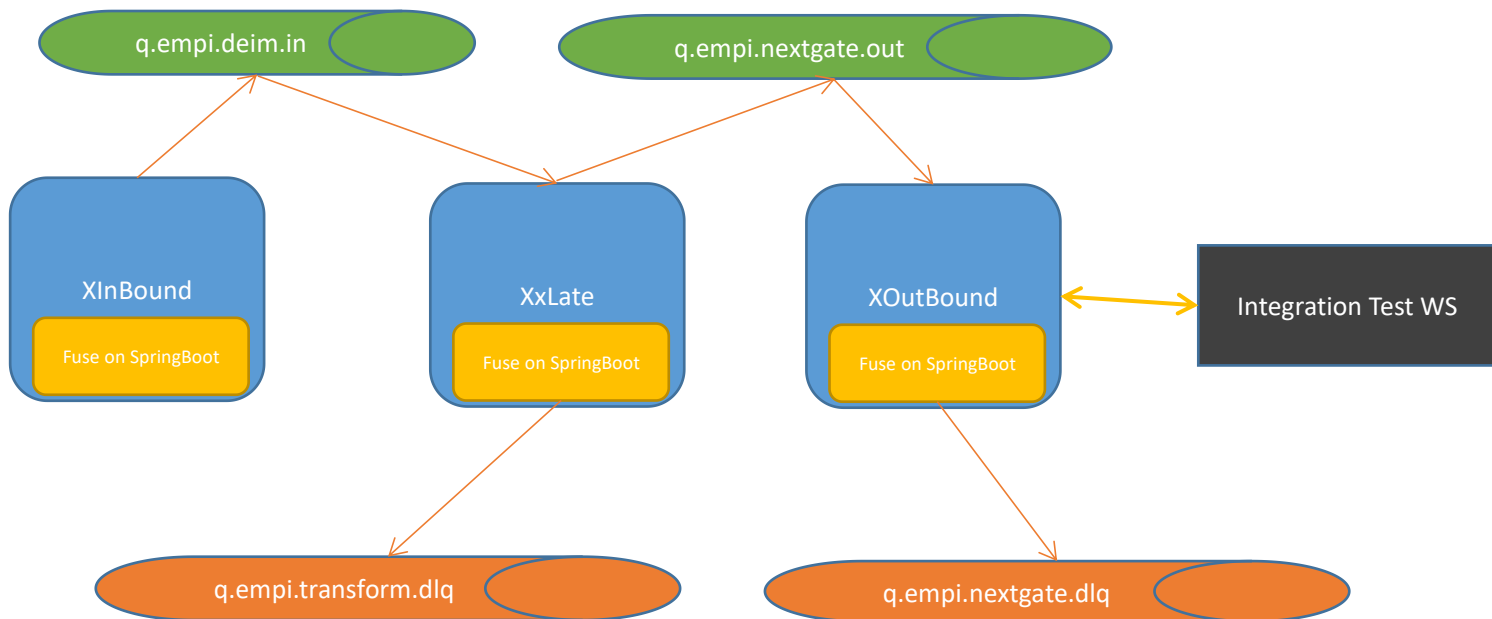 q.empi.deim.in
q.empi.nextgate.out
XInBound
Fuse on SpringBoot
XxLate
Fuse on SpringBoot
XOutBound
Fuse on SpringBoot
Integration Test WS
q.empi.transform.dlq
q.empi.nextgate.dlq